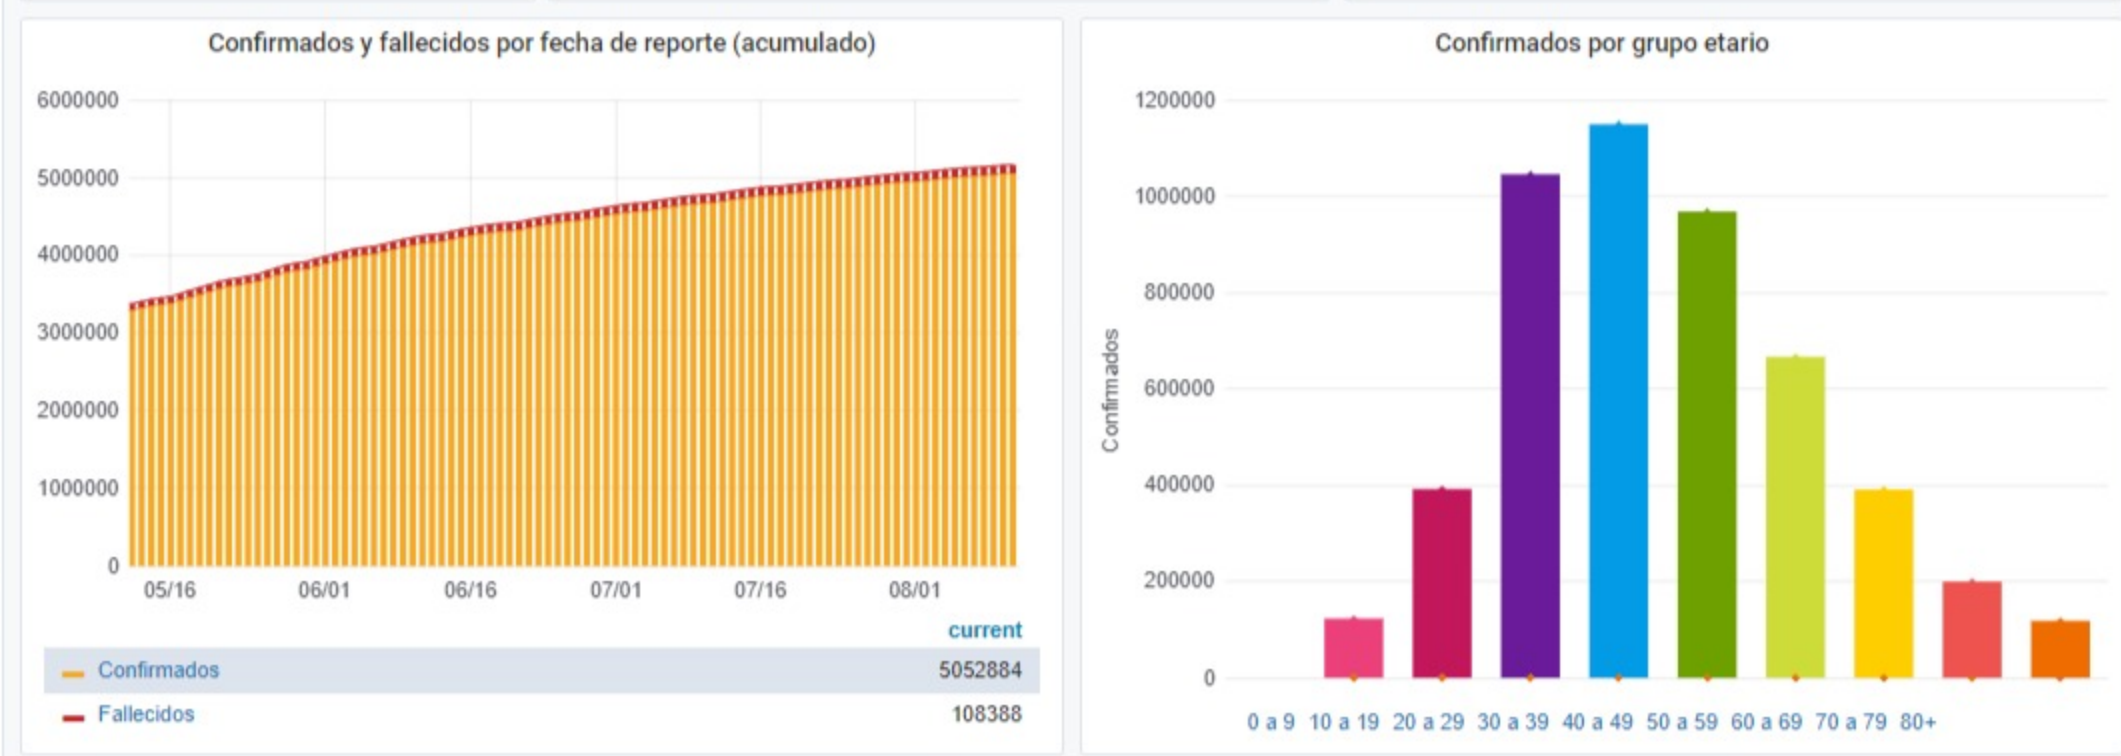 Confirmados y fallecidos por fecha de reporte (acumulado)
6000000
5000000
4000000
3000000
2000000
1000000
0
05/16 06/01 06/16 07/01 07/16 08/01
current
Confirmados 5052884
Fallecidos 108388
Confirmados por grupo etario
1200000
1000000
800000
600000
400000
200000
0
Confirmados
0 a 9 10 a 19 20 a 29 30 a 39 40 a 49 50 a 59 60 a 69 70 a 79 80+